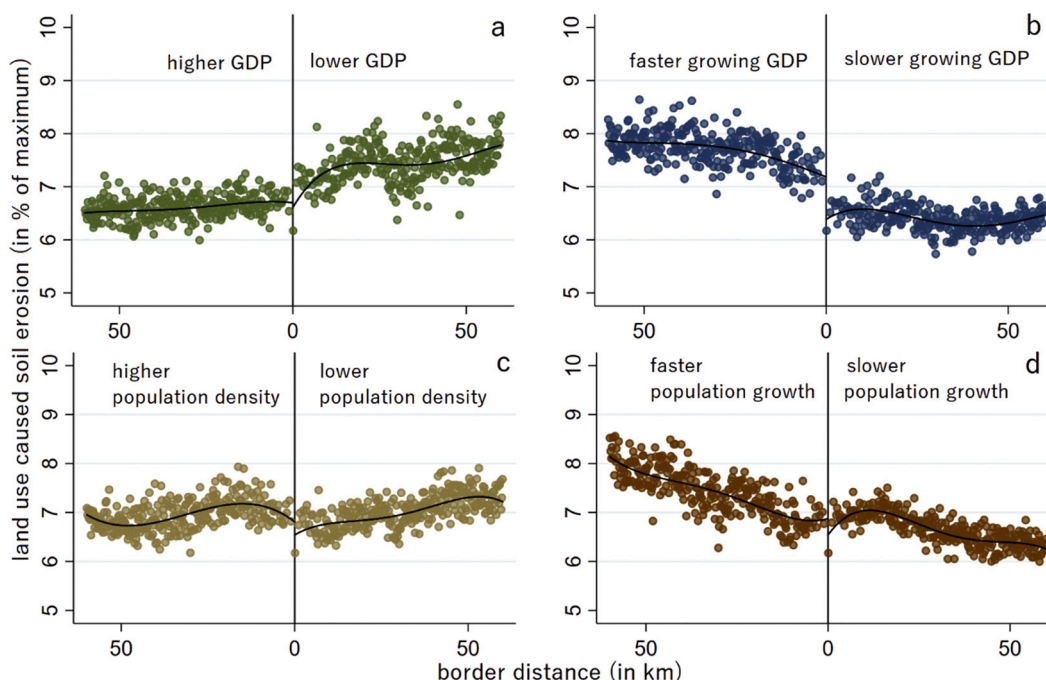 land use caused soil erosion (in % of maximum)
a
higher GDP
lower GDP
10
9
8
7
6
5
50
0
50
b
faster growing GDP
slower growing GDP
10
9
8
7
6
5
50
0
50
c
higher
population density
lower
population density
10
9
8
7
6
5
50
0
50
d
faster
population growth
slower
population growth
10
9
8
7
6
5
50
0
50
border distance (in km)